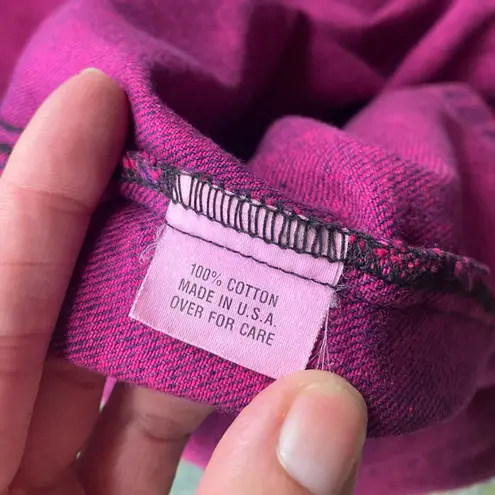 100% COTTON
MADE IN U.S.A.
OVER FOR CARE